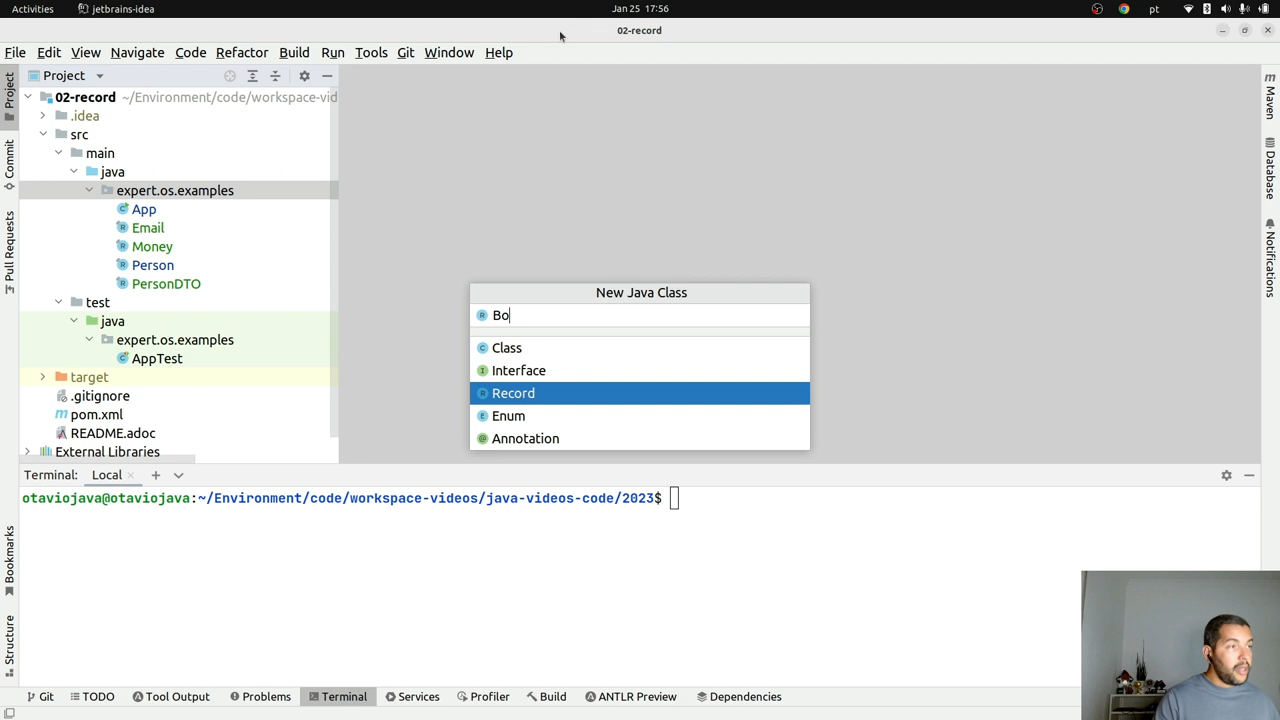 Activities jetbrains-idea Jan 25 17:56 pt
02-record
File Edit View Navigate Code Refactor Build Run Tools Git Window Help
Project
02-record ~/Environment/code/workspace-vid
.idea
src
main
java
expert.os.examples
App
Email
Money
Person
PersonDTO
test
java
expert.os.examples
AppTest
target
.gitignore
pom.xml
README.adoc
External Libraries
New Java Class
Bo
Class
Interface
Record
Enum
Annotation
Terminal: Local
otaviojava@otaviojava:~/Environment/code/workspace-videos/java-videos-code/2023$
Project
Commit
Pull Requests
Bookmarks
Structure
Maven
Database
Notifications
Git TODO Tool Output Problems Terminal Services Profiler Build ANTLR Preview Dependencies